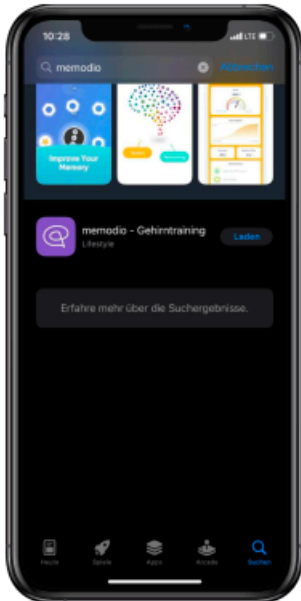 10:28
LTE
memodio
Abbrechen
Improve Your
Memory
memodio - Gehirntraining
Lifestyle
Laden
Erfahre mehr über die Suchergebnisse.
Heute
Spiele
Apps
Arcade
Suchen